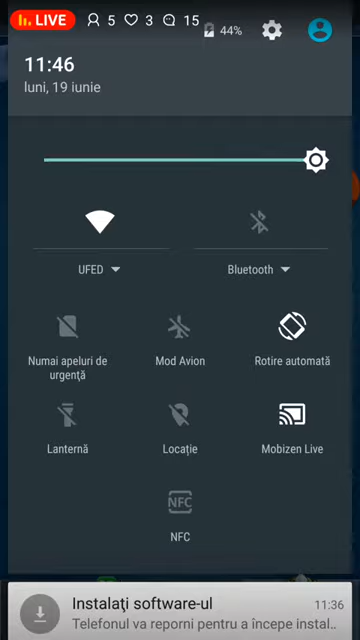 LIVE 5 3 15 44%
11:46
luni, 19 iunie
UFED Bluetooth
Numai apeluri de
urgență
Mod Avion
Rotire automată
Lanternă
Locație
Mobizen Live
NFC
NFC
Instalați software-ul 11:36
Telefonul va reporni pentru a începe instal..